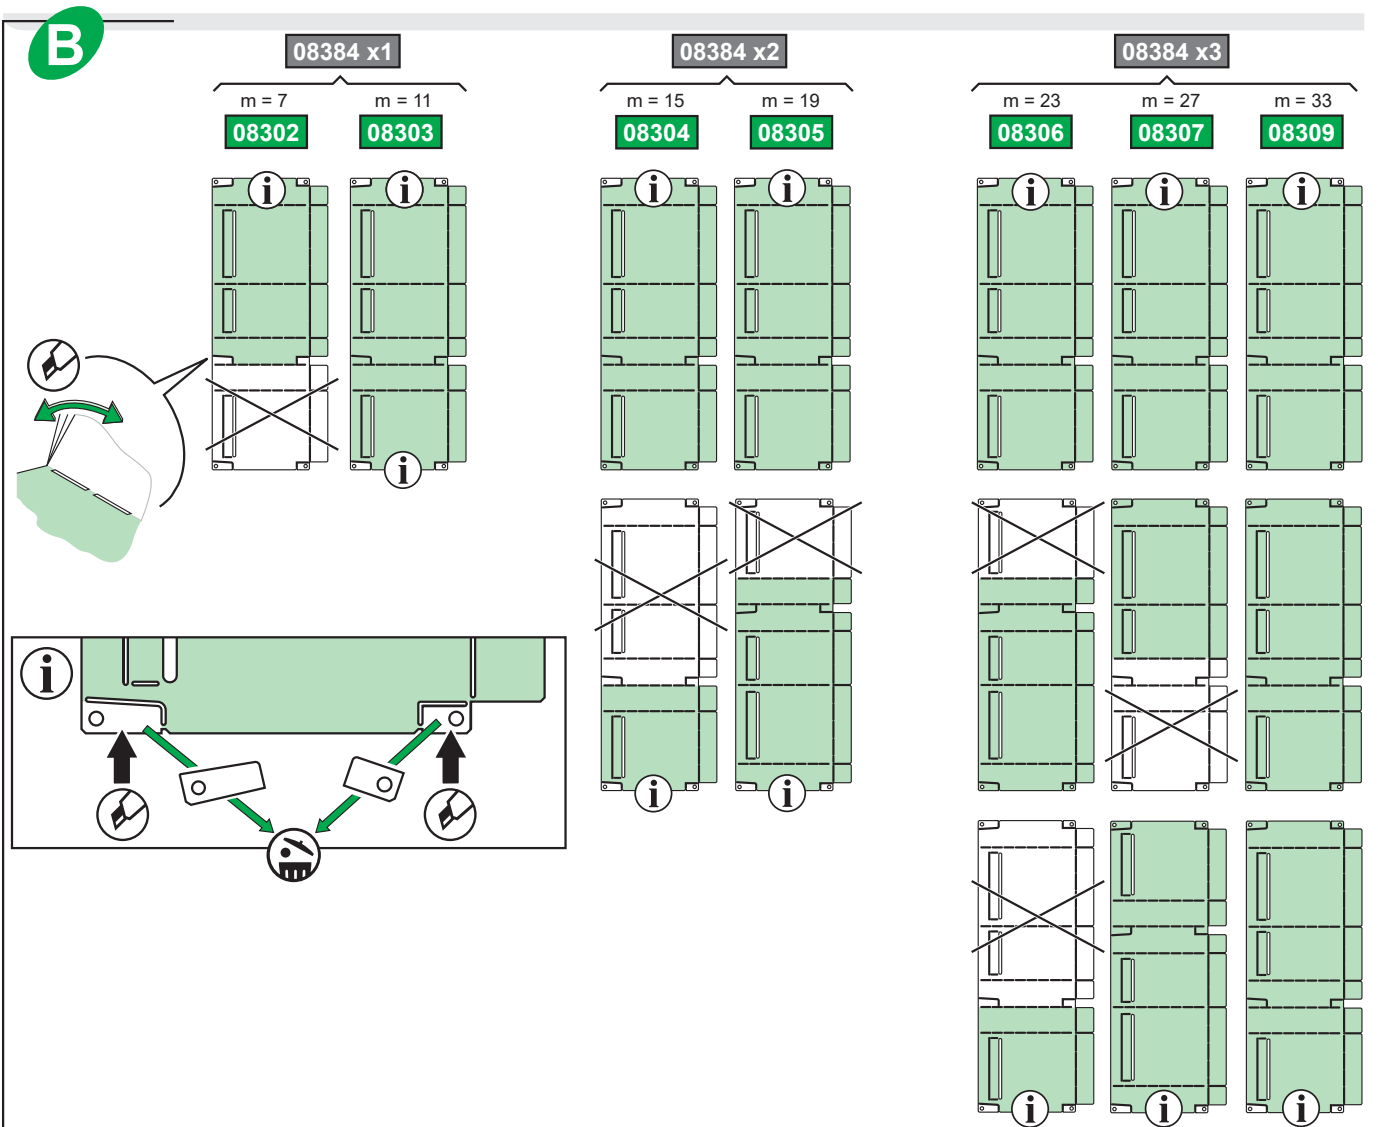 B
08384 x1
08384 x2
08384 x3
m = 7
m = 11
m = 15
m = 19
m = 23
m = 27
m = 33
08302
08303
08304
08305
08306
08307
08309
i
i
i
i
i
i
i
i
i
i
i
i
i
i